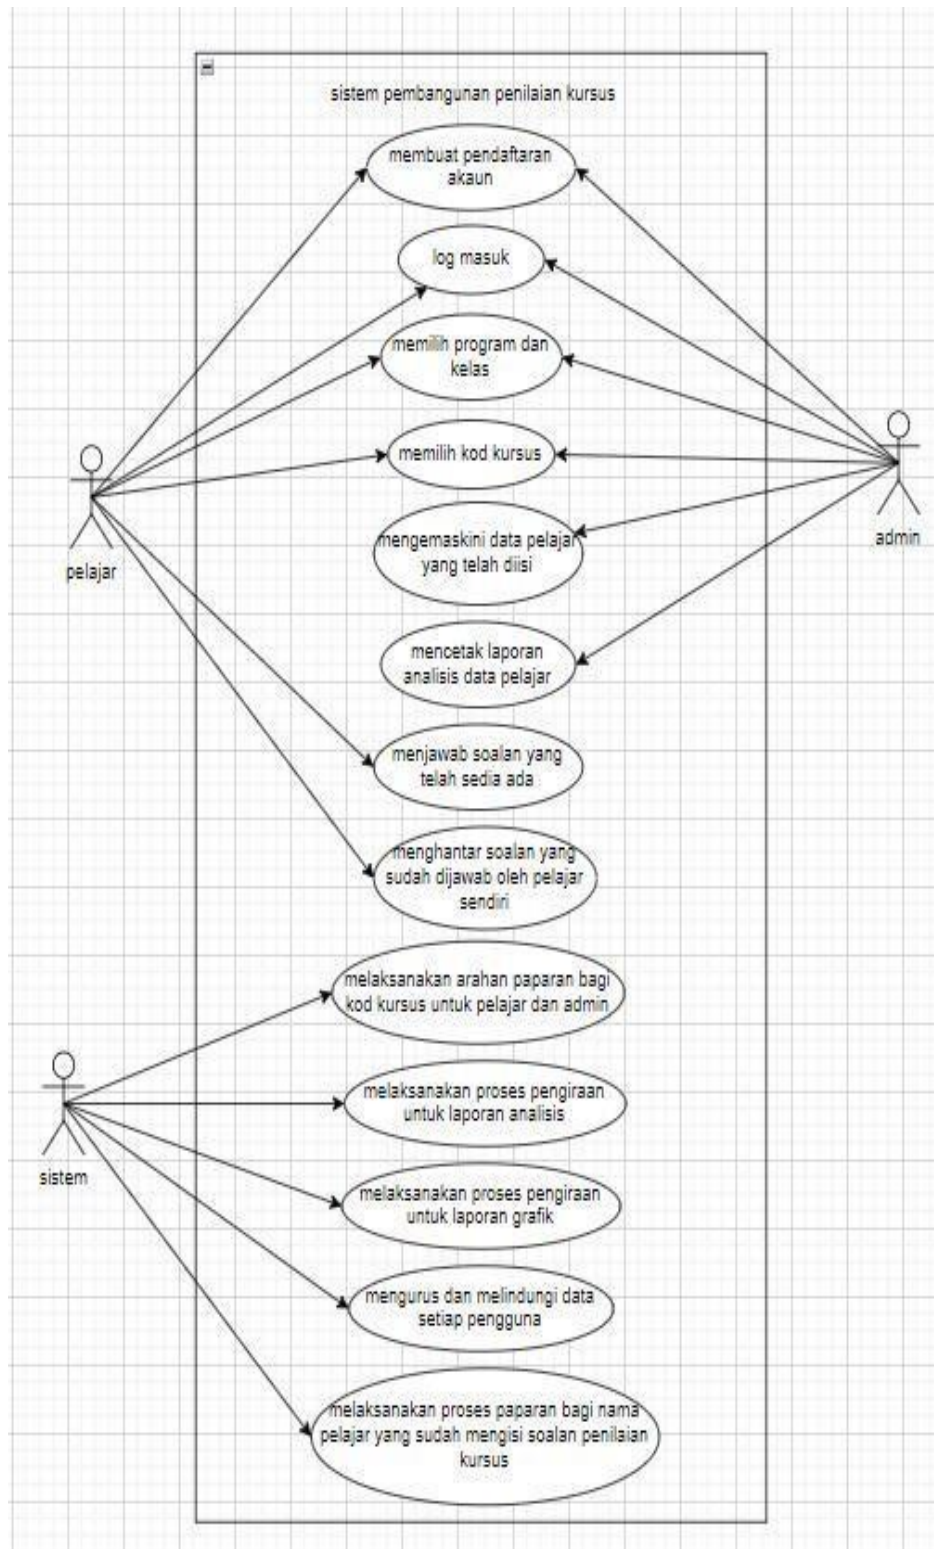 sistem pembangunan penilaian kursus
membuat pendaftaran
akaun
log masuk
memilih program dan
kelas
memilih kod kursus
mengemaskini data pelajar
yang telah diisi
mencetak laporan
analisis data pelajar
menjawab soalan yang
telah sedia ada
menghantar soalan yang
sudah dijawab oleh pelajar
sendiri
melaksanakan arahan paparan bagi
kod kursus untuk pelajar dan admin
melaksanakan proses pengiraan
untuk laporan analisis
melaksanakan proses pengiraan
untuk laporan grafik
mengurus dan melindungi data
setiap pengguna
melaksanakan proses paparan bagi nama
pelajar yang sudah mengisi soalan penilaian
kursus
pelajar
admin
sistem